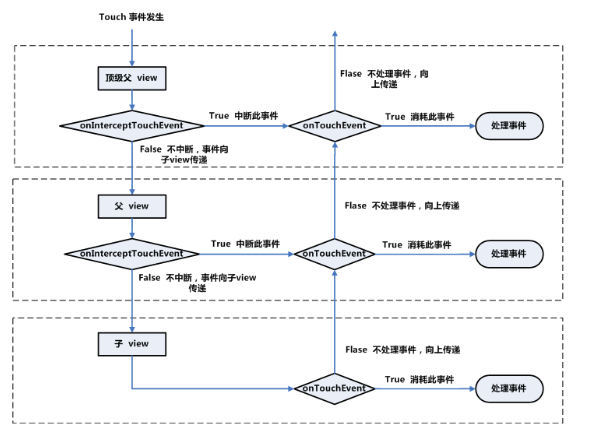 Touch 事件发生
顶级父 view
onInterceptTouchEvent
True 中断此事件
onTouchEvent
Flase 不处理事件，向
上传递
True 消耗此事件
处理事件
False 不中断，事件向
子view传递
父 view
onInterceptTouchEvent
True 中断此事件
onTouchEvent
Flase 不处理事件，向上传递
True 消耗此事件
处理事件
False 不中断，事件向子view
传递
子 view
Flase 不处理事件，向上传递
onTouchEvent
True 消耗此事件
处理事件